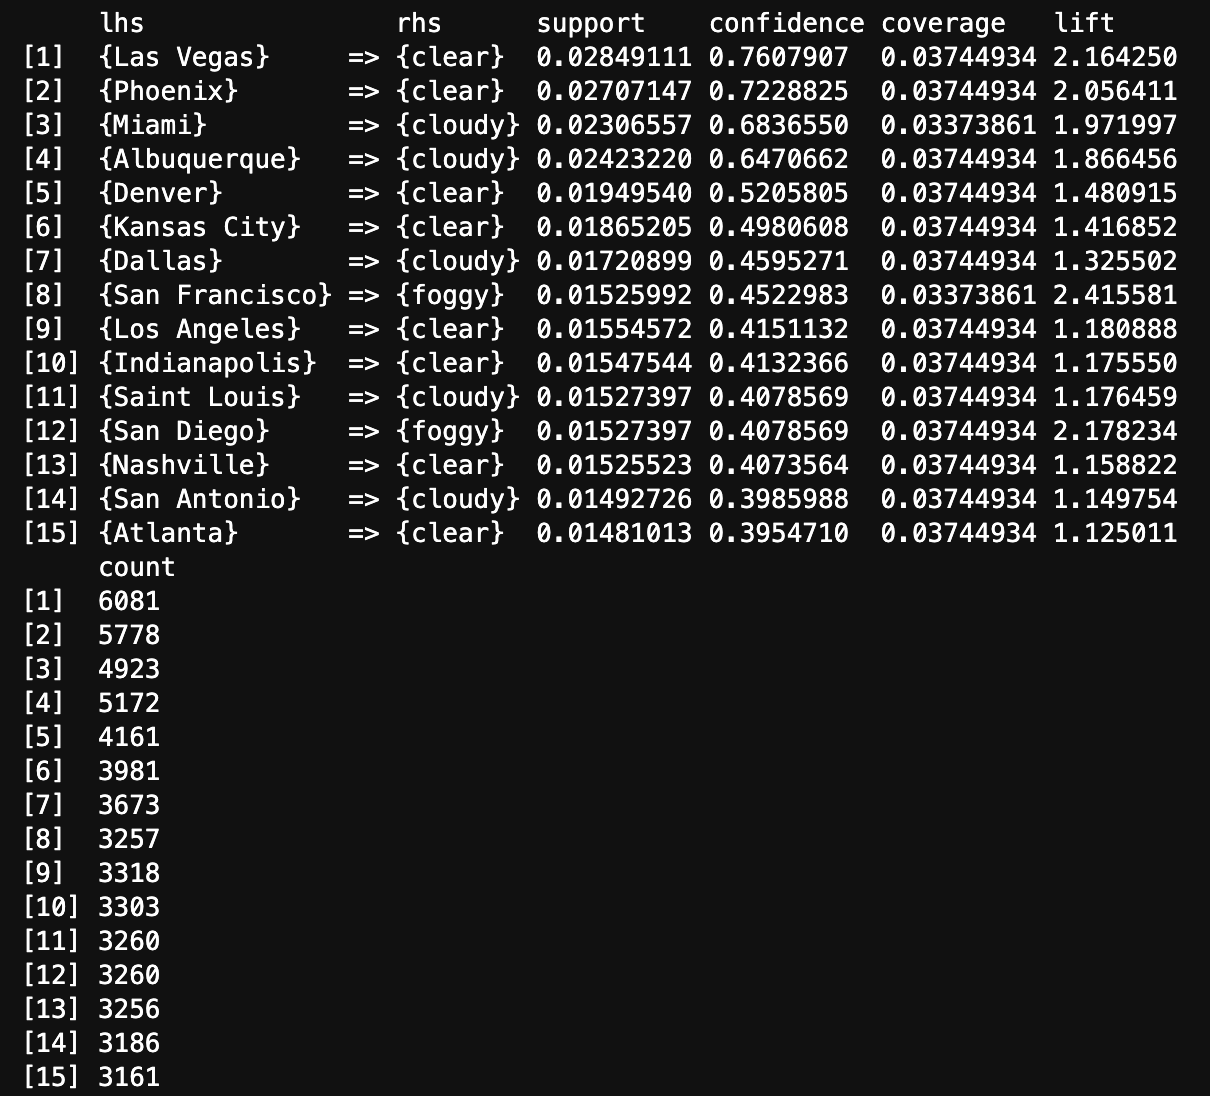 lhs rhs support confidence coverage lift
[1] {Las Vegas} => {clear} 0.02849111 0.7607907 0.03744934 2.164250
[2] {Phoenix} => {clear} 0.02707147 0.7228825 0.03744934 2.056411
[3] {Miami} => {cloudy} 0.02306557 0.6836550 0.03373861 1.971997
[4] {Albuquerque} => {cloudy} 0.02423220 0.6470662 0.03744934 1.866456
[5] {Denver} => {clear} 0.01949540 0.5205805 0.03744934 1.480915
[6] {Kansas City} => {clear} 0.01865205 0.4980608 0.03744934 1.416852
[7] {Dallas} => {cloudy} 0.01720899 0.4595271 0.03744934 1.325502
[8] {San Francisco} => {foggy} 0.01525992 0.4522983 0.03373861 2.415581
[9] {Los Angeles} => {clear} 0.01554572 0.4151132 0.03744934 1.180888
[10] {Indianapolis} => {clear} 0.01547544 0.4132366 0.03744934 1.175550
[11] {Saint Louis} => {cloudy} 0.01527397 0.4078569 0.03744934 1.176459
[12] {San Diego} => {foggy} 0.01527397 0.4078569 0.03744934 2.178234
[13] {Nashville} => {clear} 0.01525523 0.4073564 0.03744934 1.158822
[14] {San Antonio} => {cloudy} 0.01492726 0.3985988 0.03744934 1.149754
[15] {Atlanta} => {clear} 0.01481013 0.3954710 0.03744934 1.125011
count
[1] 6081
[2] 5778
[3] 4923
[4] 5172
[5] 4161
[6] 3981
[7] 3673
[8] 3257
[9] 3318
[10] 3303
[11] 3260
[12] 3260
[13] 3256
[14] 3186
[15] 3161